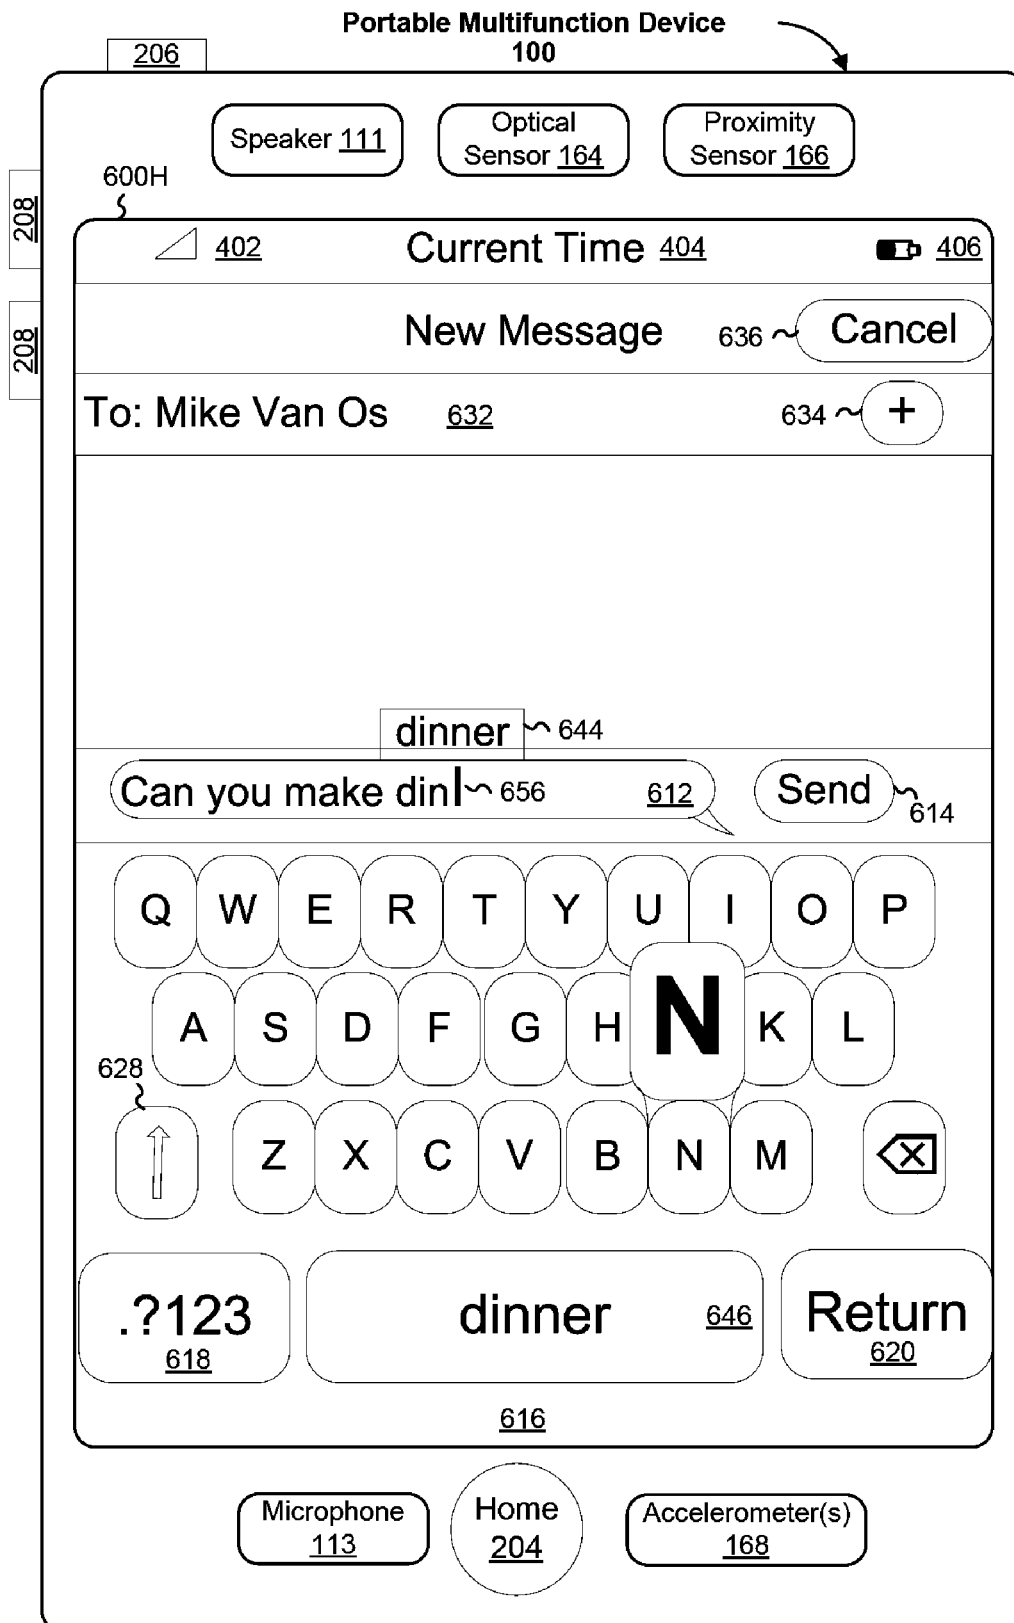 Portable Multifunction Device
100
206
Speaker 111
Optical
Sensor 164
Proximity
Sensor 166
600H
208
208
402
Current Time 404
406
New Message
636
Cancel
To: Mike Van Os
632
634
+
dinner
644
Can you make din
656
612
Send
614
Q W E R T Y U I O P
A S D F G H N K L
628
Z X C V B N M
.?123
618
dinner
646
Return
620
616
Microphone
113
Home
204
Accelerometer(s)
168